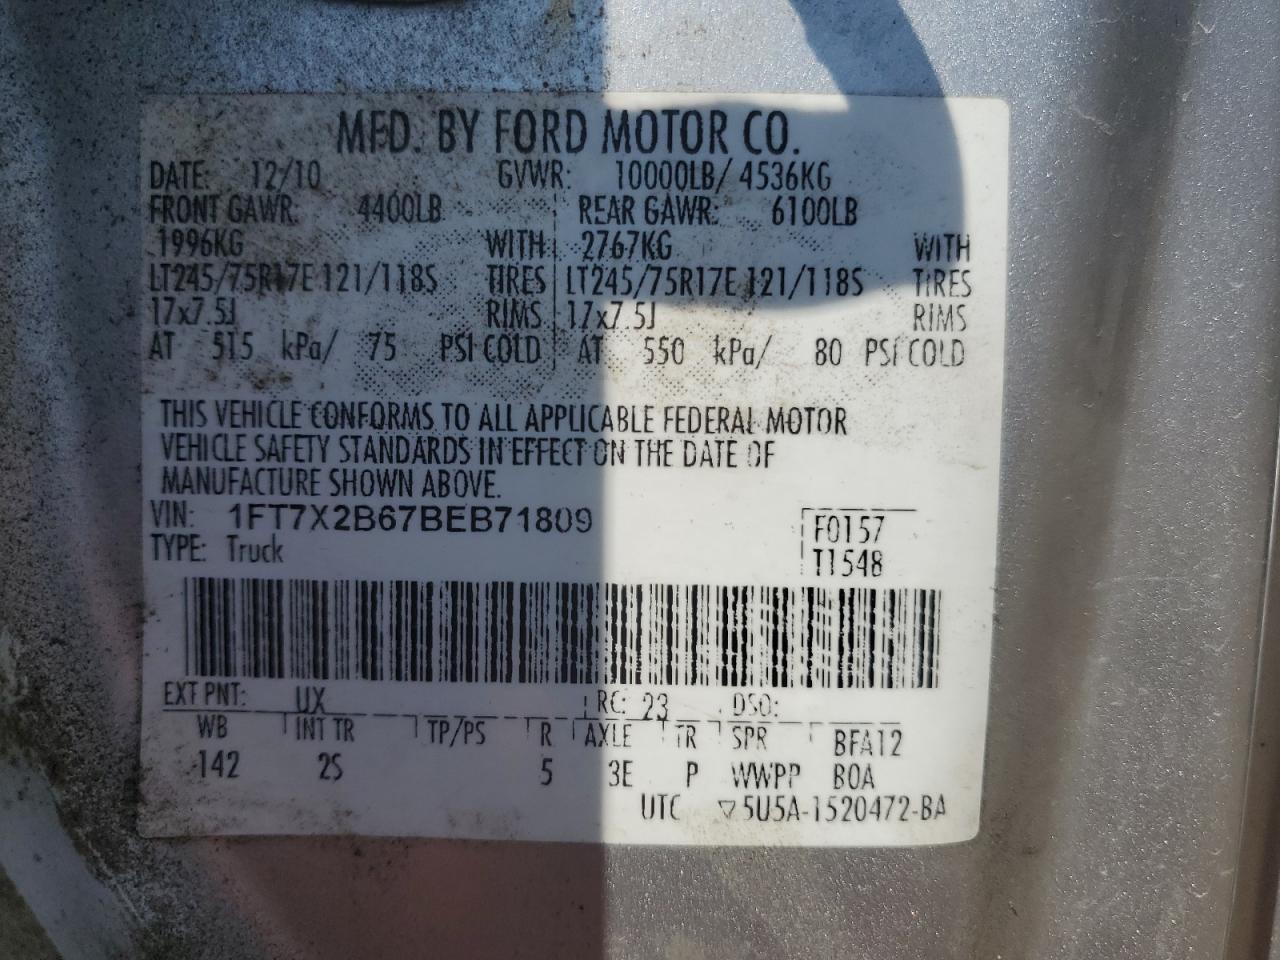 MFD. BY FORD MOTOR CO.
DATE: 12/10 GVWR: 10000LB/ 4536KG
FRONT GAWR: 4400LB REAR GAWR: 6100LB
1996KG WITH 2767KG WITH
LT245/75R17E 121/118S TIRES LT245/75R17E 121/118S TIRES
17x7.5J RIMS 17x7.5J RIMS
AT 515 kPa/ 75 PSI COLD AT 550 kPa/ 80 PSI COLD
THIS VEHICLE CONFORMS TO ALL APPLICABLE FEDERAL MOTOR
VEHICLE SAFETY STANDARDS IN EFFECT ON THE DATE OF
MANUFACTURE SHOWN ABOVE.
VIN: 1FT7X2B67BEB71809 F0157
TYPE: Truck T1548
EXT PNT: UX RC: 23 DSO:
WB INT TR TP/PS R AXLE TR SPR BFA12
142 2S 5 3E P WWPP BOA
UTC ▽5U5A-1520472-BA